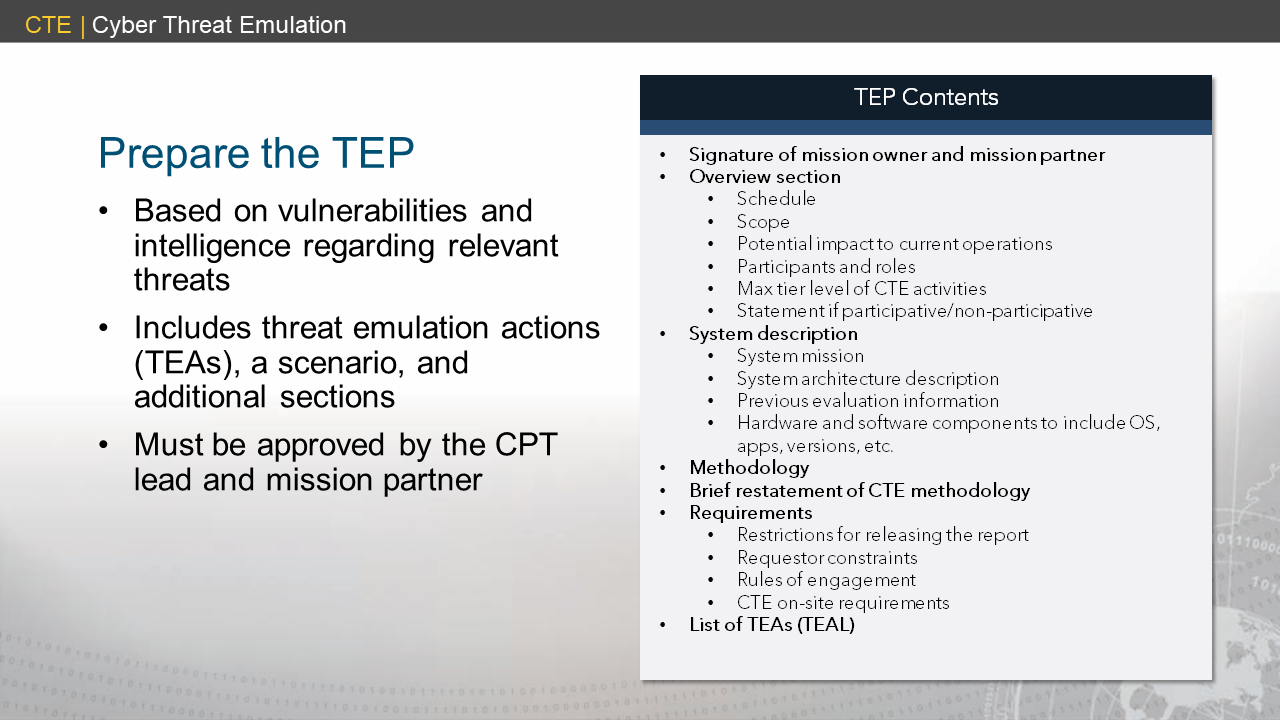 CTE | Cyber Threat Emulation
Prepare the TEP
• Based on vulnerabilities and
intelligence regarding relevant
threats
• Includes threat emulation actions
(TEAs), a scenario, and
additional sections
• Must be approved by the CPT
lead and mission partner
TEP Contents
• Signature of mission owner and mission partner
• Overview section
• Schedule
• Scope
• Potential impact to current operations
• Participants and roles
• Max tier level of CTE activities
• Statement if participative/non-participative
• System description
• System mission
• System architecture description
• Previous evaluation information
• Hardware and software components to include OS,
apps, versions, etc.
• Methodology
• Brief restatement of CTE methodology
• Requirements
• Restrictions for releasing the report
• Requestor constraints
• Rules of engagement
• CTE on-site requirements
• List of TEAs (TEAL)